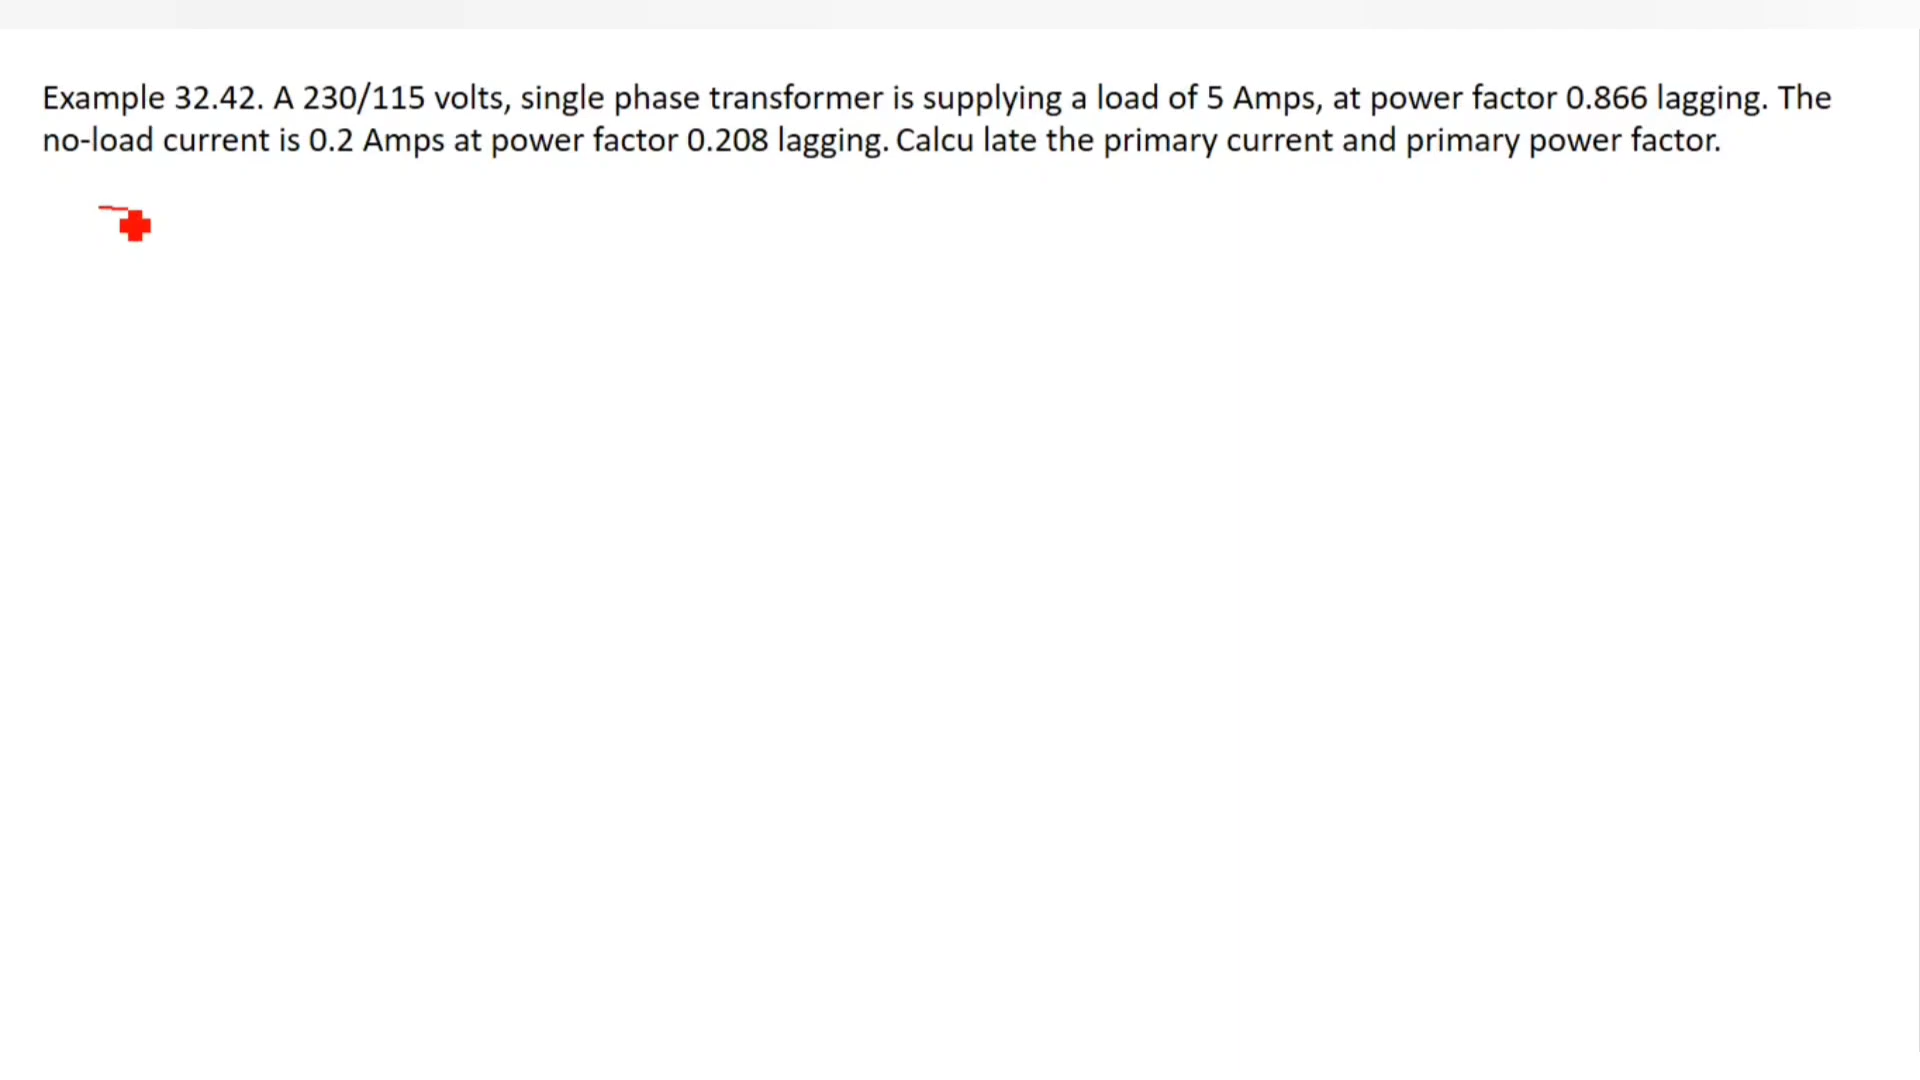 Example 32.42. A 230/115 volts, single phase transformer is supplying a load of 5 Amps, at power factor 0.866 lagging. The
no-load current is 0.2 Amps at power factor 0.208 lagging. Calcu late the primary current and primary power factor.